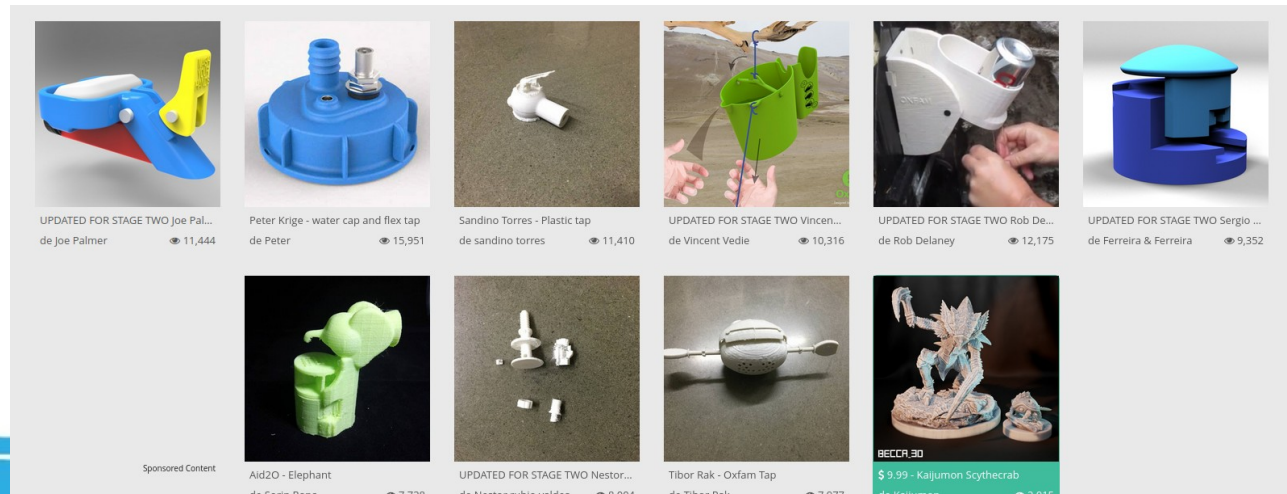 UPDATED FOR STAGE TWO Joe Pal...
de Joe Palmer 11,444
Peter Krige - water cap and flex tap
de Peter 15,951
Sandino Torres - Plastic tap
de sandino torres 11,410
UPDATED FOR STAGE TWO Vincen...
de Vincent Vedie 10,316
OXFAM
UPDATED FOR STAGE TWO Rob De...
de Rob Delaney 12,175
UPDATED FOR STAGE TWO Sergio ...
de Ferreira & Ferreira 9,352
Sponsored Content
Aid2O - Elephant
UPDATED FOR STAGE TWO Nestor...
Tibor Rak - Oxfam Tap
BECCA_3D
$ 9.99 - Kaijumon Scythecrab